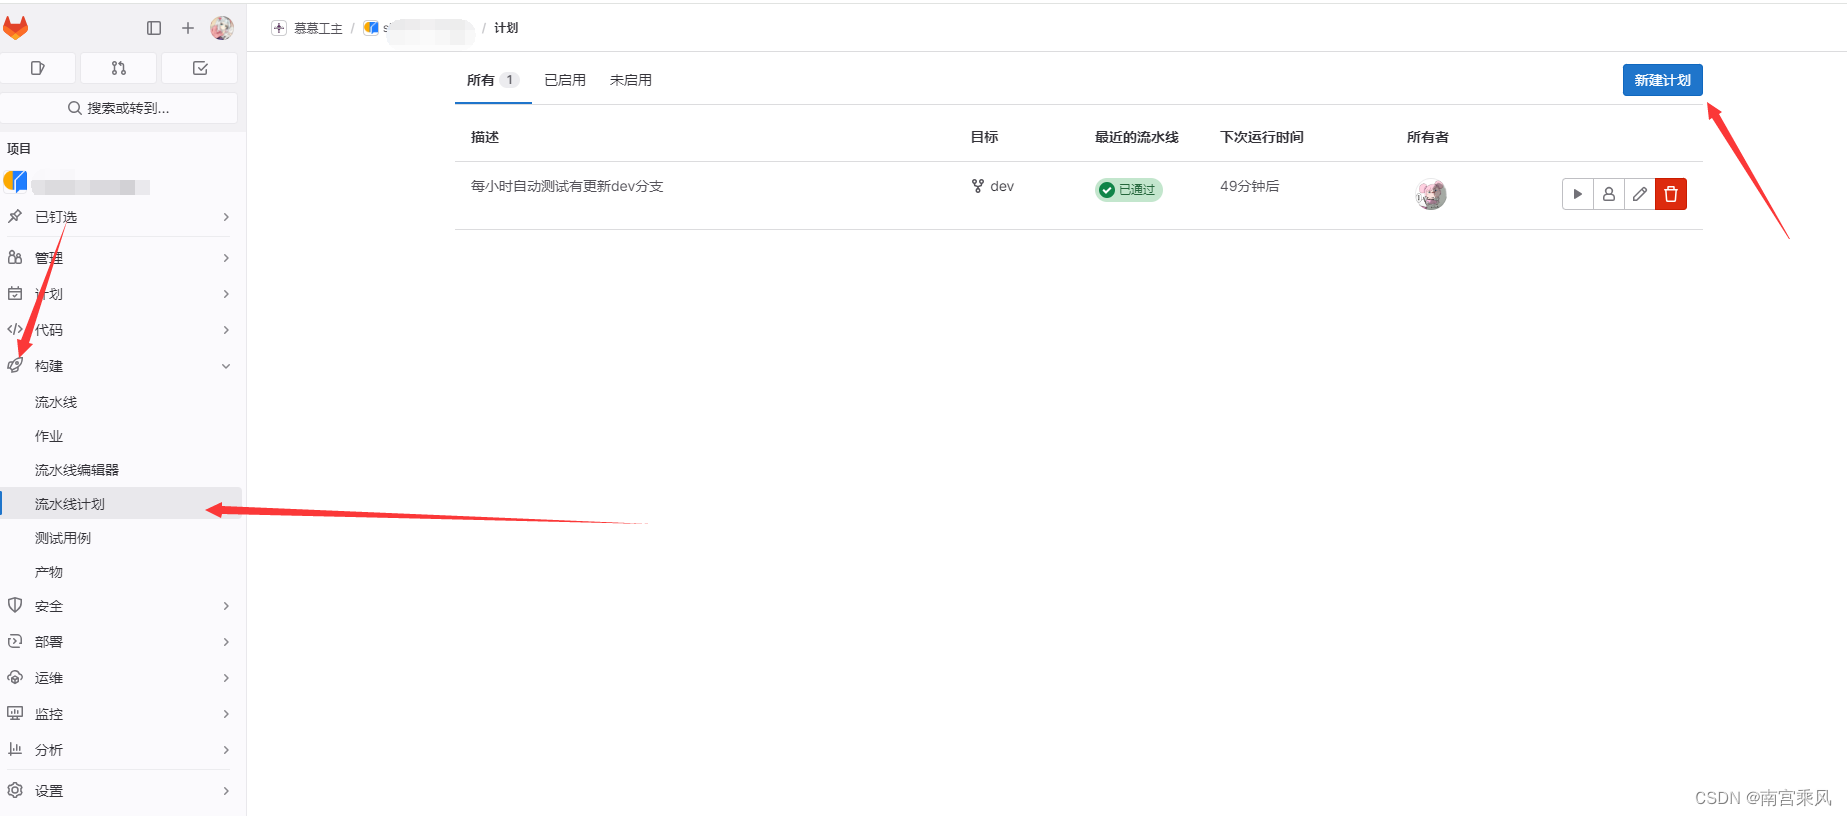 慕慕工主 / s / 计划
搜索或转到...
项目
已钉选
管理
计划
代码
构建
流水线
作业
流水线编辑器
流水线计划
测试用例
产物
安全
部署
运维
监控
分析
设置
所有 1 已启用 未启用
新建计划
描述 目标 最近的流水线 下次运行时间 所有者
每小时自动测试有更新dev分支 dev 已通过 49分钟后
CSDN @南宫乘风